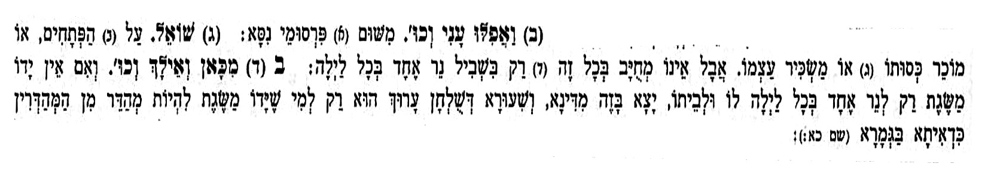 (ב) וַאֲפִלּוּ עָנִי וְכוּ'. מִשּׁוּם (א) פִּרְסוּמֵי נִסָּא: (ג) שׁוֹאֵל. עַל (ב) הַפְּתָחִים, אוֹ
מוֹכֵר כְּסוּתוֹ (ג) אוֹ מַשְׂכִּיר עַצְמוֹ. אֲבָל אֵינוֹ מְחֻיָּב בְּכָל זֶה (ד) רַק בִּשְׁבִיל נֵר אֶחָד בְּכָל לַיְלָה: ב (ד) מִכָּאן וְאֵילָךְ וְכוּ'. וְאִם אֵין יָדוֹ
מַשֶּׂגֶת רַק לְנֵר אֶחָד בְּכָל לַיְלָה לוֹ וּלְבֵיתוֹ, יָצָא בָּזֶה מִדִּינָא, וְשִׁעוּרָא דְּשֻׁלְחָן עָרוּךְ הוּא רַק לְמִי שֶׁיָּדוֹ מַשֶּׂגֶת לִהְיוֹת מְהַדֵּר מִן הַמְּהַדְּרִין
כִּדְאִיתָא בַּגְּמָרָא (שם כא:):